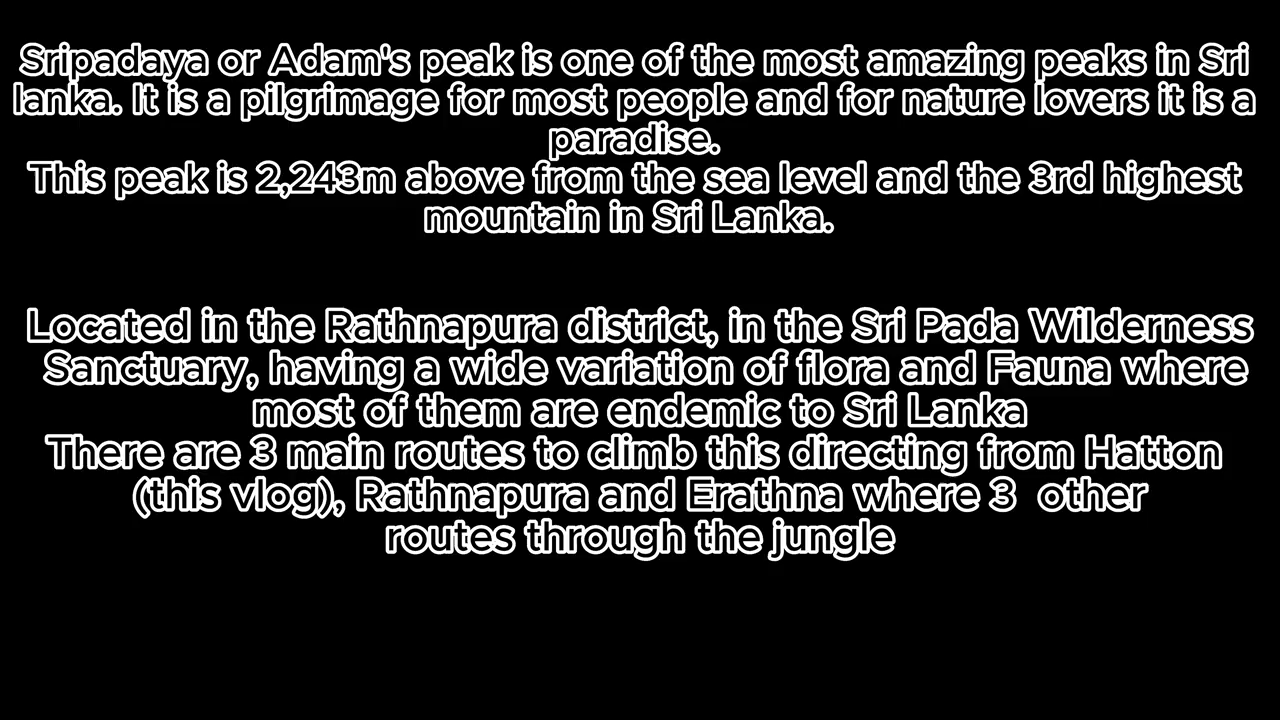 Sripadaya or Adam's peak is one of the most amazing peaks in Sri
lanka. It is a pilgrimage for most people and for nature lovers it is a
paradise.
This peak is 2,243m above from the sea level and the 3rd highest
mountain in Sri Lanka.
Located in the Rathnapura district, in the Sri Pada Wilderness
Sanctuary, having a wide variation of flora and Fauna where
most of them are endemic to Sri Lanka
There are 3 main routes to climb this directing from Hatton
(this vlog), Rathnapura and Erathna where 3  other
routes through the jungle